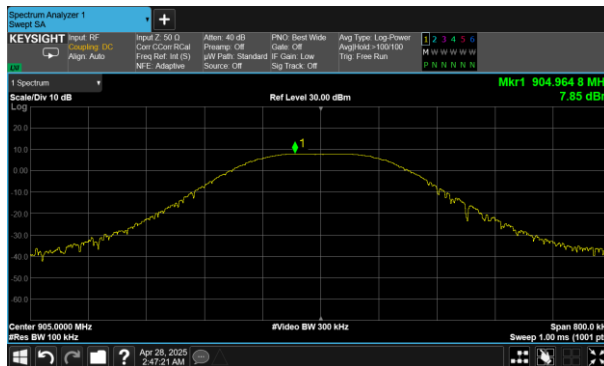 Spectrum Analyzer 1
Swept SA
KEYSIGHT
Input: RF
Coupling: DC
Align: Auto
Input Z: 50 Ω
Corr CCorr RCal
Freq Ref: Int (S)
NFE: Adaptive
Atten: 40 dB
Preamp: Off
µW Path: Standard
Source: Off
PNO: Best Wide
Gate: Off
IF Gain: Low
Sig Track: Off
Avg Type: Log-Power
Avg|Hold:>100/100
Trig: Free Run
1 2 3 4 5 6
M W W W W W
P N N N N N
1 Spectrum
Scale/Div 10 dB
Ref Level 30.00 dBm
Mkr1 904.964 8 MH
7.85 dBr
Log
20.0
10.0
0.00
-10.0
-20.0
-30.0
-40.0
-50.0
-60.0
1
Center 905.0000 MHz
#Res BW 100 kHz
#Video BW 300 kHz
Span 800.0 kH
Sweep 1.00 ms (1001 pt
?
Apr 28, 2025
2:47:21 AM